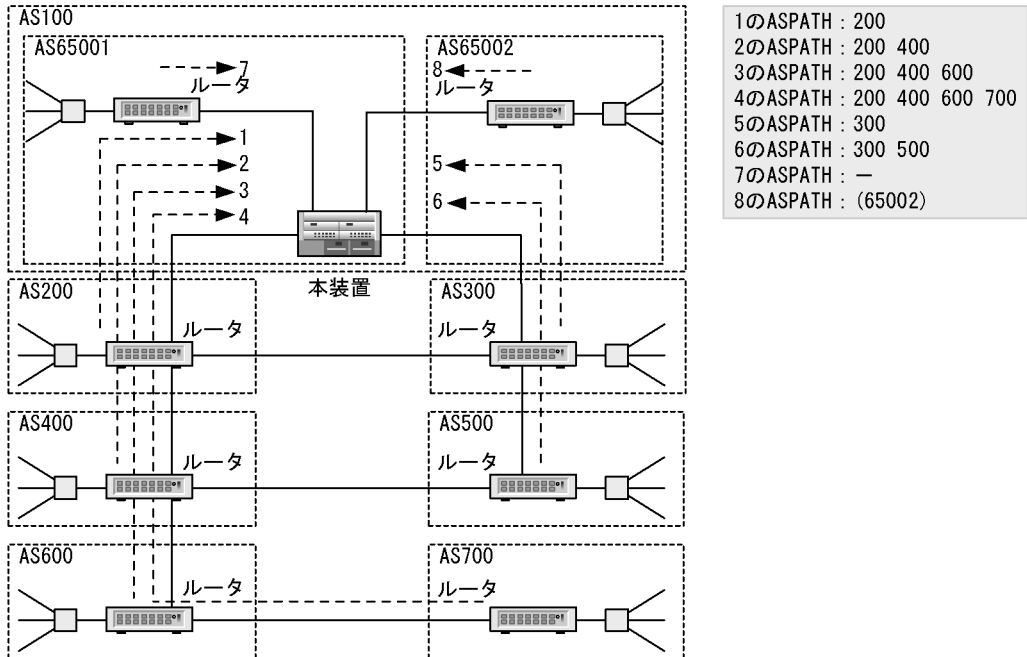 AS100
AS65001
AS65002
7
8
ルータ
ルータ
1
2
3
4
5
6
本装置
AS200
AS300
ルータ
ルータ
AS400
AS500
ルータ
ルータ
AS600
AS700
ルータ
ルータ
1のASPATH：200
2のASPATH：200 400
3のASPATH：200 400 600
4のASPATH：200 400 600 700
5のASPATH：300
6のASPATH：300 500
7のASPATH：－
8のASPATH：(65002)